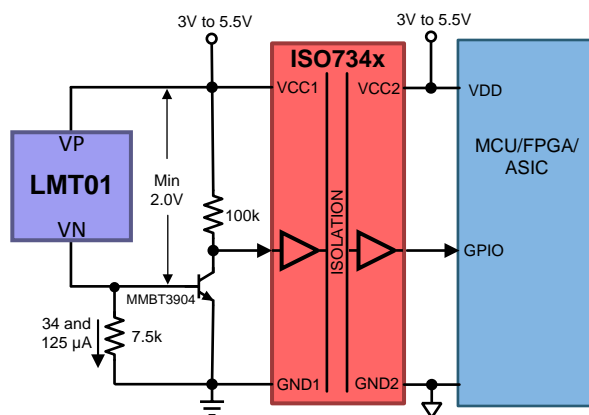 3V to 5.5V
3V to 5.5V
ISO734x
VCC1
VCC2
VDD
MCU/FPGA/
ASIC
VP
LMT01
VN
Min
2.0V
100k
ISOLATION
GPIO
MMBT3904
34 and
125 µA
7.5k
GND1
GND2